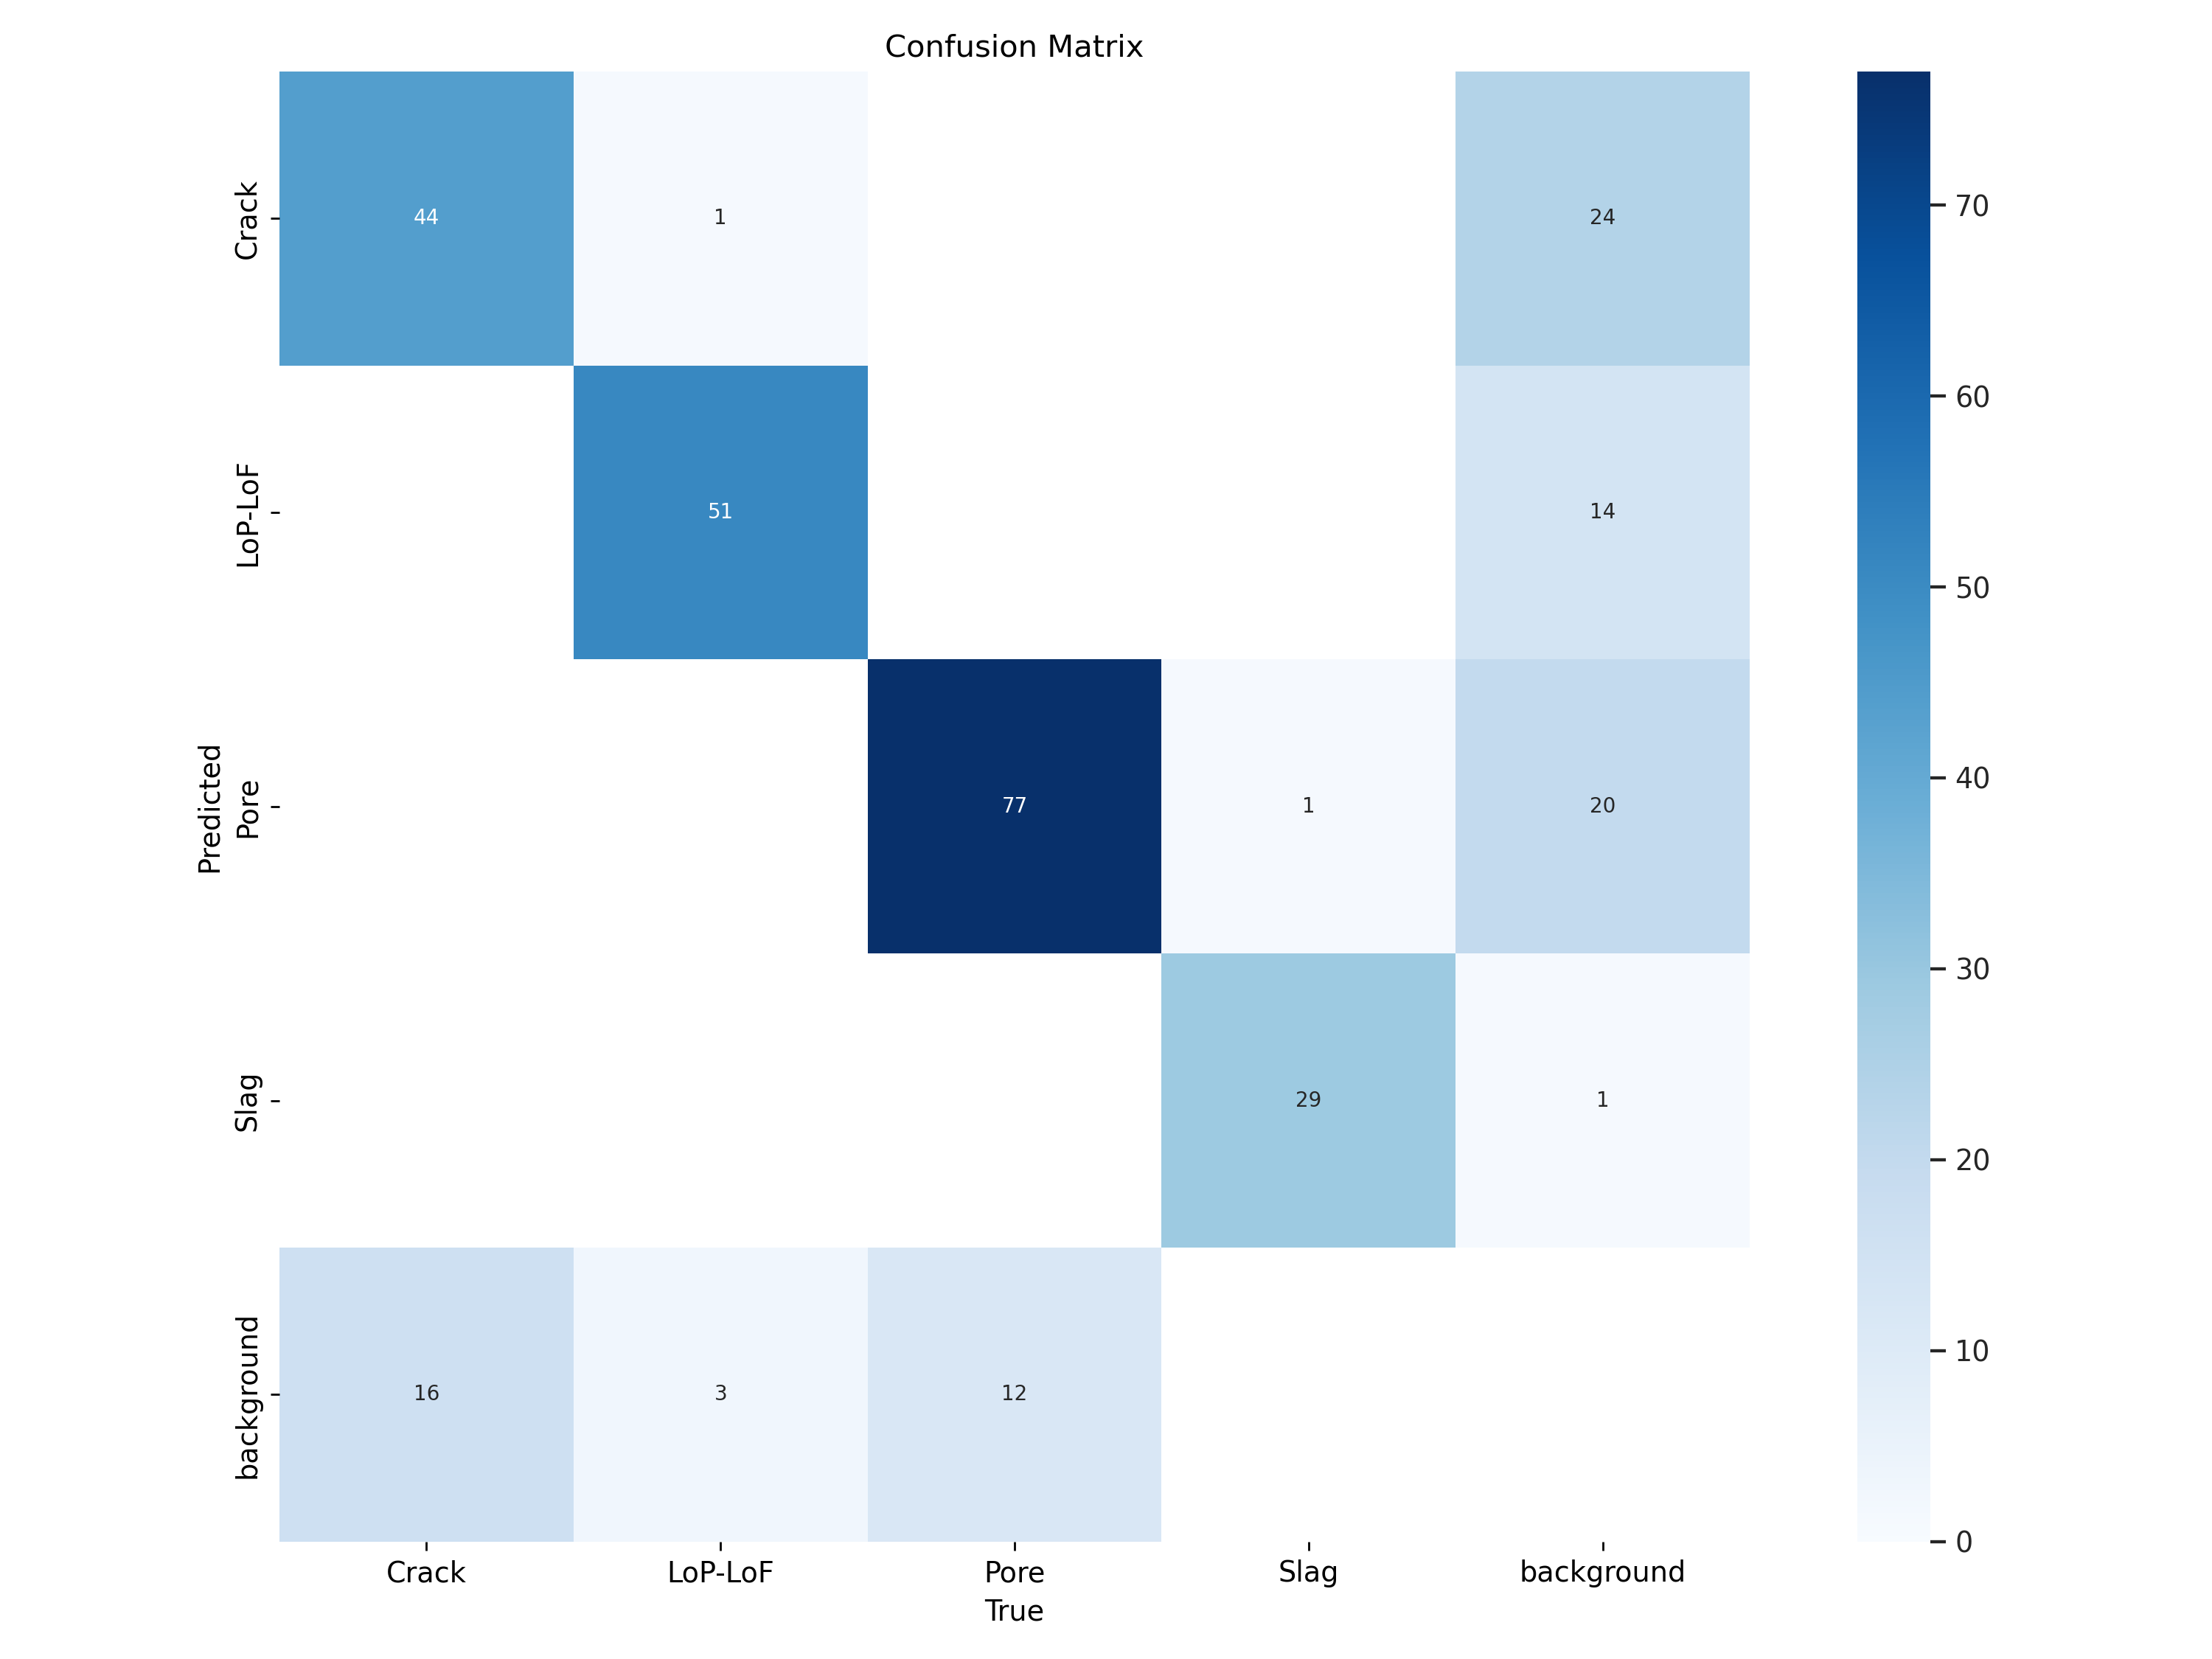 Confusion Matrix
Crack
44
1
24
70
60
LoP-LoF
51
14
50
40
Predicted
Pore
77
1
20
30
Slag
29
1
20
10
background
16
3
12
0
Crack
LoP-LoF
Pore
Slag
background
True